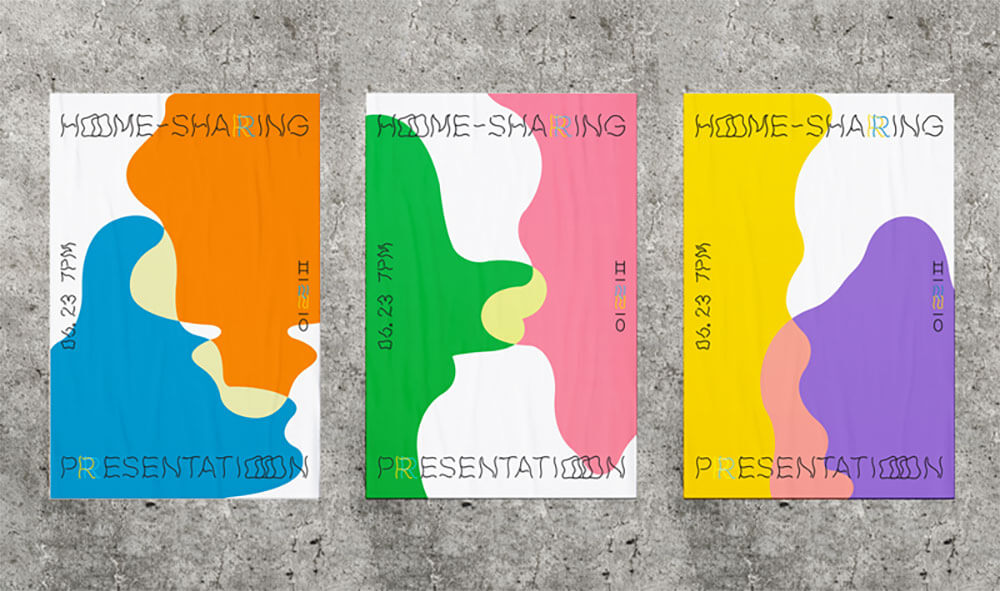 HOME-SHARING
06.23 7PM
PRESENTATION
HOME-SHARING
06.23 7PM
PRESENTATION
HOME-SHARING
06.23 7PM
PRESENTATION